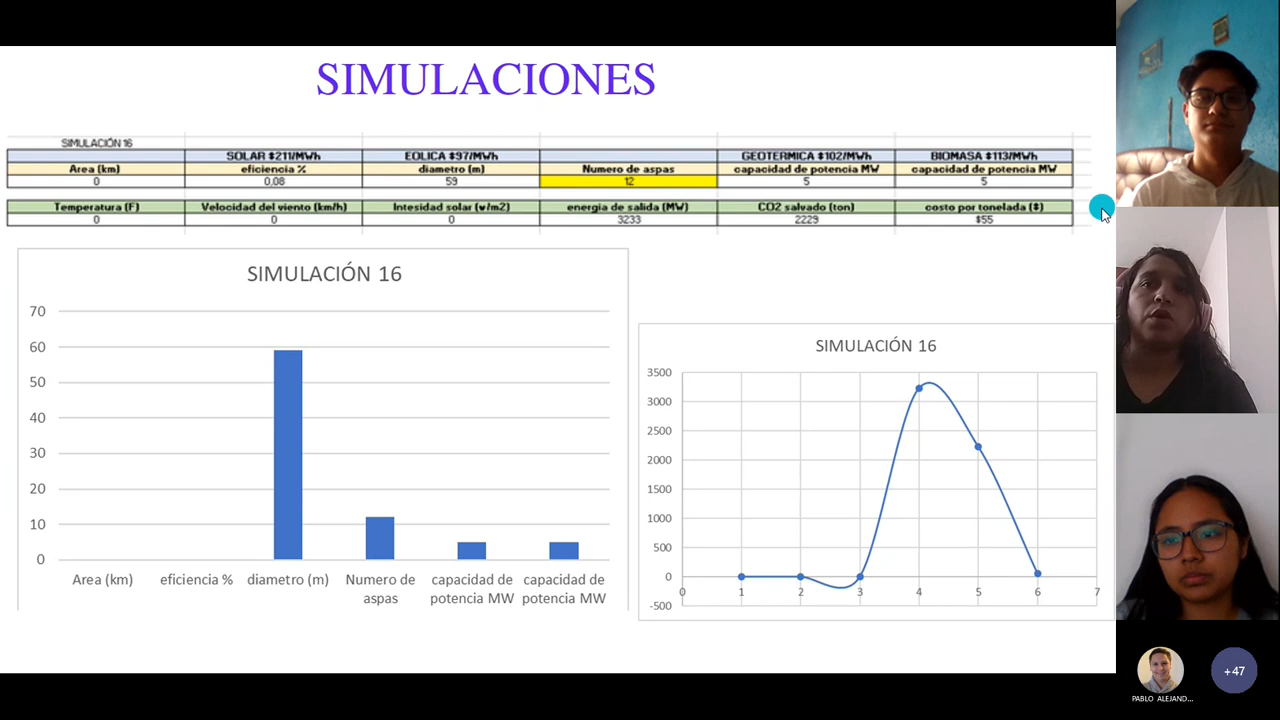 SIMULACIONES
SIMULACIÓN 16
SOLAR $211/MWh EOLICA $97/MWh GEOTERMICA $102/MWh BIOMASA $113/MWh
Area (km) eficiencia % diametro (m) Numero de aspas capacidad de potencia MW capacidad de potencia MW
0 0,08 59 12 5 5
Temperatura (F) Velocidad del viento (km/h) Intesidad solar (w/m2) energia de salida (MW) CO2 salvado (ton) costo por tonelada ($)
0 0 0 3233 2229 $55
SIMULACIÓN 16
70
60
50
40
30
20
10
0
Area (km) eficiencia % diametro (m) Numero de aspas capacidad de potencia MW capacidad de potencia MW
SIMULACIÓN 16
3500
3000
2500
2000
1500
1000
500
0
-500
0 1 2 3 4 5 6 7
PABLO ALEJAND...
+47